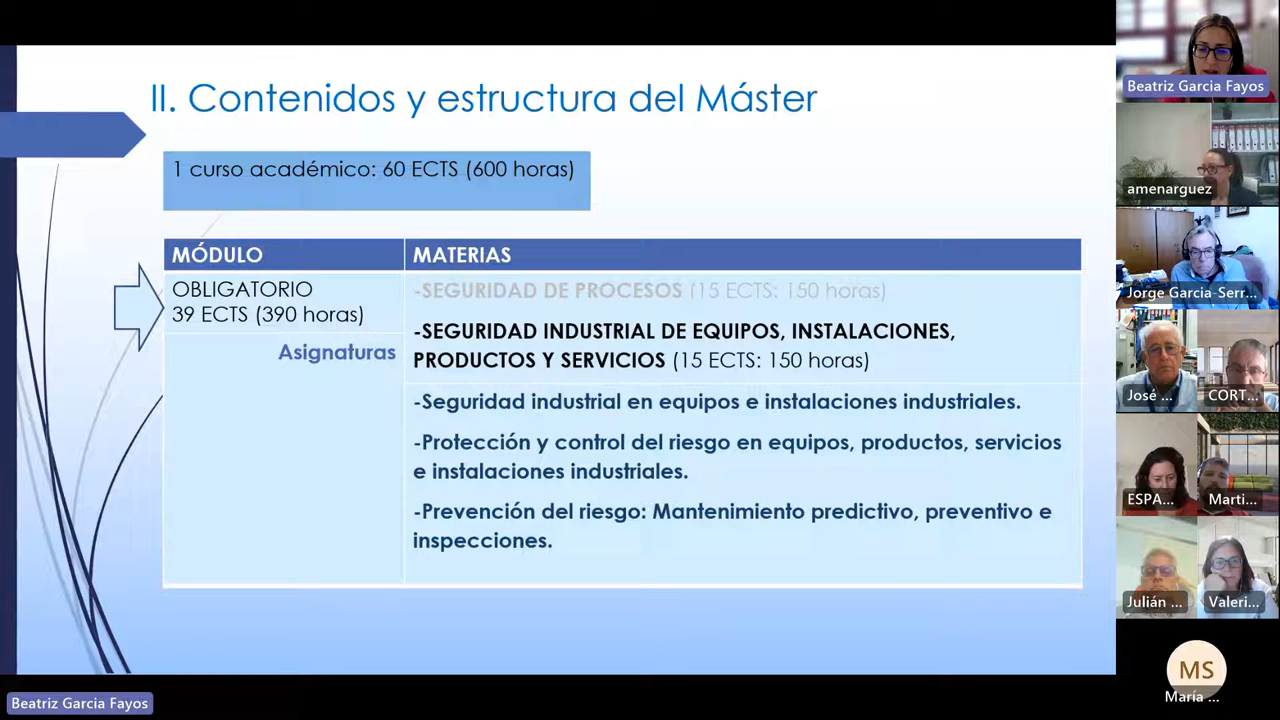 II. Contenidos y estructura del Máster
1 curso académico: 60 ECTS (600 horas)
MÓDULO
MATERIAS
OBLIGATORIO
39 ECTS (390 horas)
Asignaturas
-SEGURIDAD DE PROCESOS (15 ECTS: 150 horas)
-SEGURIDAD INDUSTRIAL DE EQUIPOS, INSTALACIONES,
PRODUCTOS Y SERVICIOS (15 ECTS: 150 horas)
-Seguridad industrial en equipos e instalaciones industriales.
-Protección y control del riesgo en equipos, productos, servicios
e instalaciones industriales.
-Prevención del riesgo: Mantenimiento predictivo, preventivo e
inspecciones.
Beatriz Garcia Fayos
amenarguez
Jorge Garcia-Serr...
José ...
CORT...
ESPA...
Marti...
Julián ...
Valeri...
MS
María ...
Beatriz Garcia Fayos